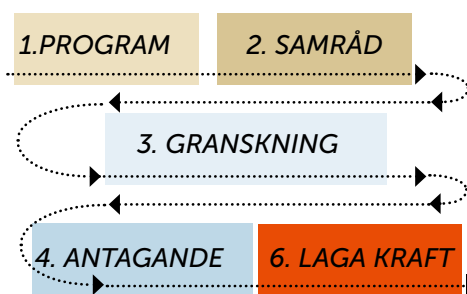 1.PROGRAM
2. SAMRÅD
3. GRANSKNING
4. ANTAGANDE
6. LAGA KRAFT